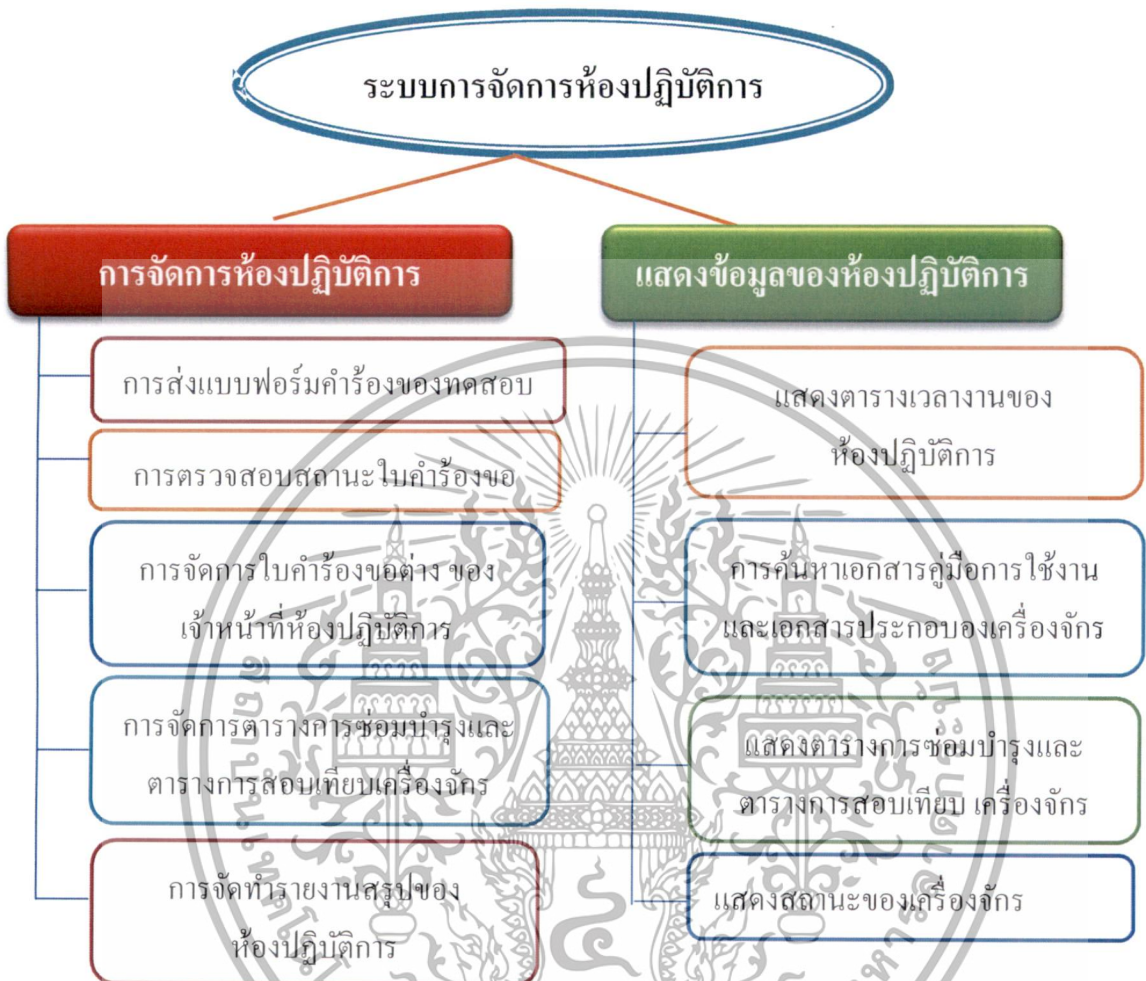 ระบบการจัดการห้องปฏิบัติการ
การจัดการห้องปฏิบัติการ
การส่งแบบฟอร์มคำร้องของทดสอบ
การตรวจสอบสถานะใบคำร้องขอ
การจัดการใบคำร้องขอต่าง ของ
เจ้าหน้าที่ห้องปฏิบัติการ
การจัดการตารางการซ่อมบำรุงและ
ตารางการสอบเทียบเครื่องจักร
การจัดทำรายงานสรุปของ
ห้องปฏิบัติการ
แสดงข้อมูลของห้องปฏิบัติการ
แสดงตารางเวลางานของ
ห้องปฏิบัติการ
การค้นหาเอกสารคู่มือการใช้งาน
และเอกสารประกอบองเครื่องจักร
แสดงตารางการซ่อมบำรุงและ
ตารางการสอบเทียบ เครื่องจักร
แสดงสถานะของเครื่องจักร